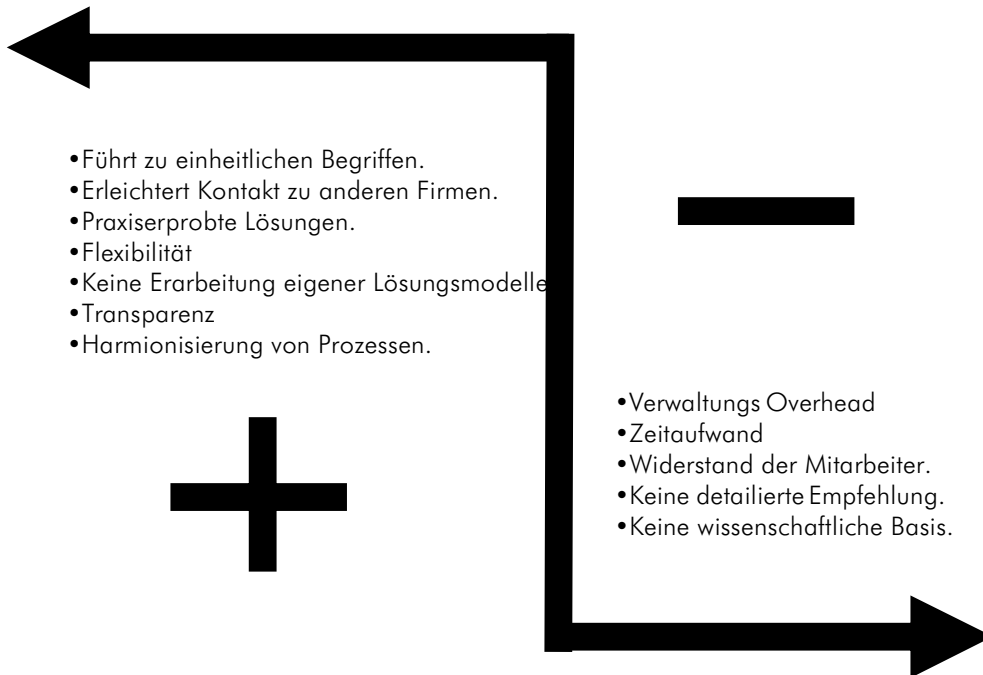 •Führt zu einheitlichen Begriffen.
•Erleichtert Kontakt zu anderen Firmen.
•Praxiserprobte Lösungen.
•Flexibilität
•Keine Erarbeitung eigener Lösungsmodelle
•Transparenz
•Harmionisierung von Prozessen.
•Verwaltungs Overhead
•Zeitaufwand
•Widerstand der Mitarbeiter.
•Keine detailierte Empfehlung.
•Keine wissenschaftliche Basis.